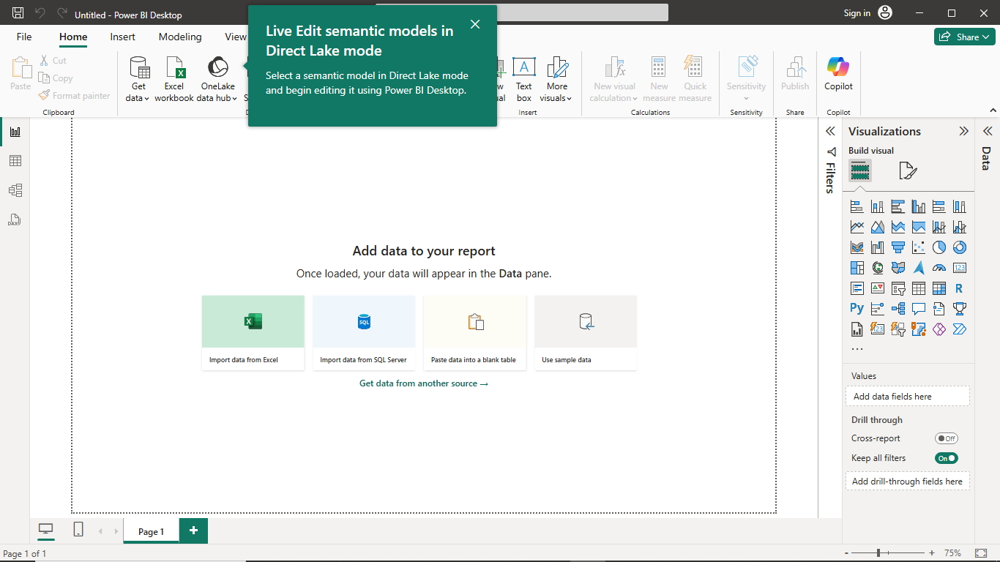 Untitled - Power BI Desktop
Sign in
File
Home
Insert
Modeling
View
Share
Live Edit semantic models in
Direct Lake mode
Select a semantic model in Direct Lake mode
and begin editing it using Power BI Desktop.
Paste
Cut
Copy
Format painter
Clipboard
Get
data
Excel
workbook
OneLake
data hub
Text
box
More
visuals
Insert
New visual
calculation
New
measure
Quick
measure
Calculations
Sensitivity
Sensitivity
Publish
Share
Copilot
Copilot
Add data to your report
Once loaded, your data will appear in the Data pane.
SQL
Import data from Excel
Import data from SQL Server
Paste data into a blank table
Use sample data
Get data from another source →
Filters
Visualizations
Build visual
Data
DAX
123
R
Py
123
...
Values
Add data fields here
Drill through
Cross-report
Off
Keep all filters
On
Add drill-through fields here
Page 1
+
Page 1 of 1
- + 75%